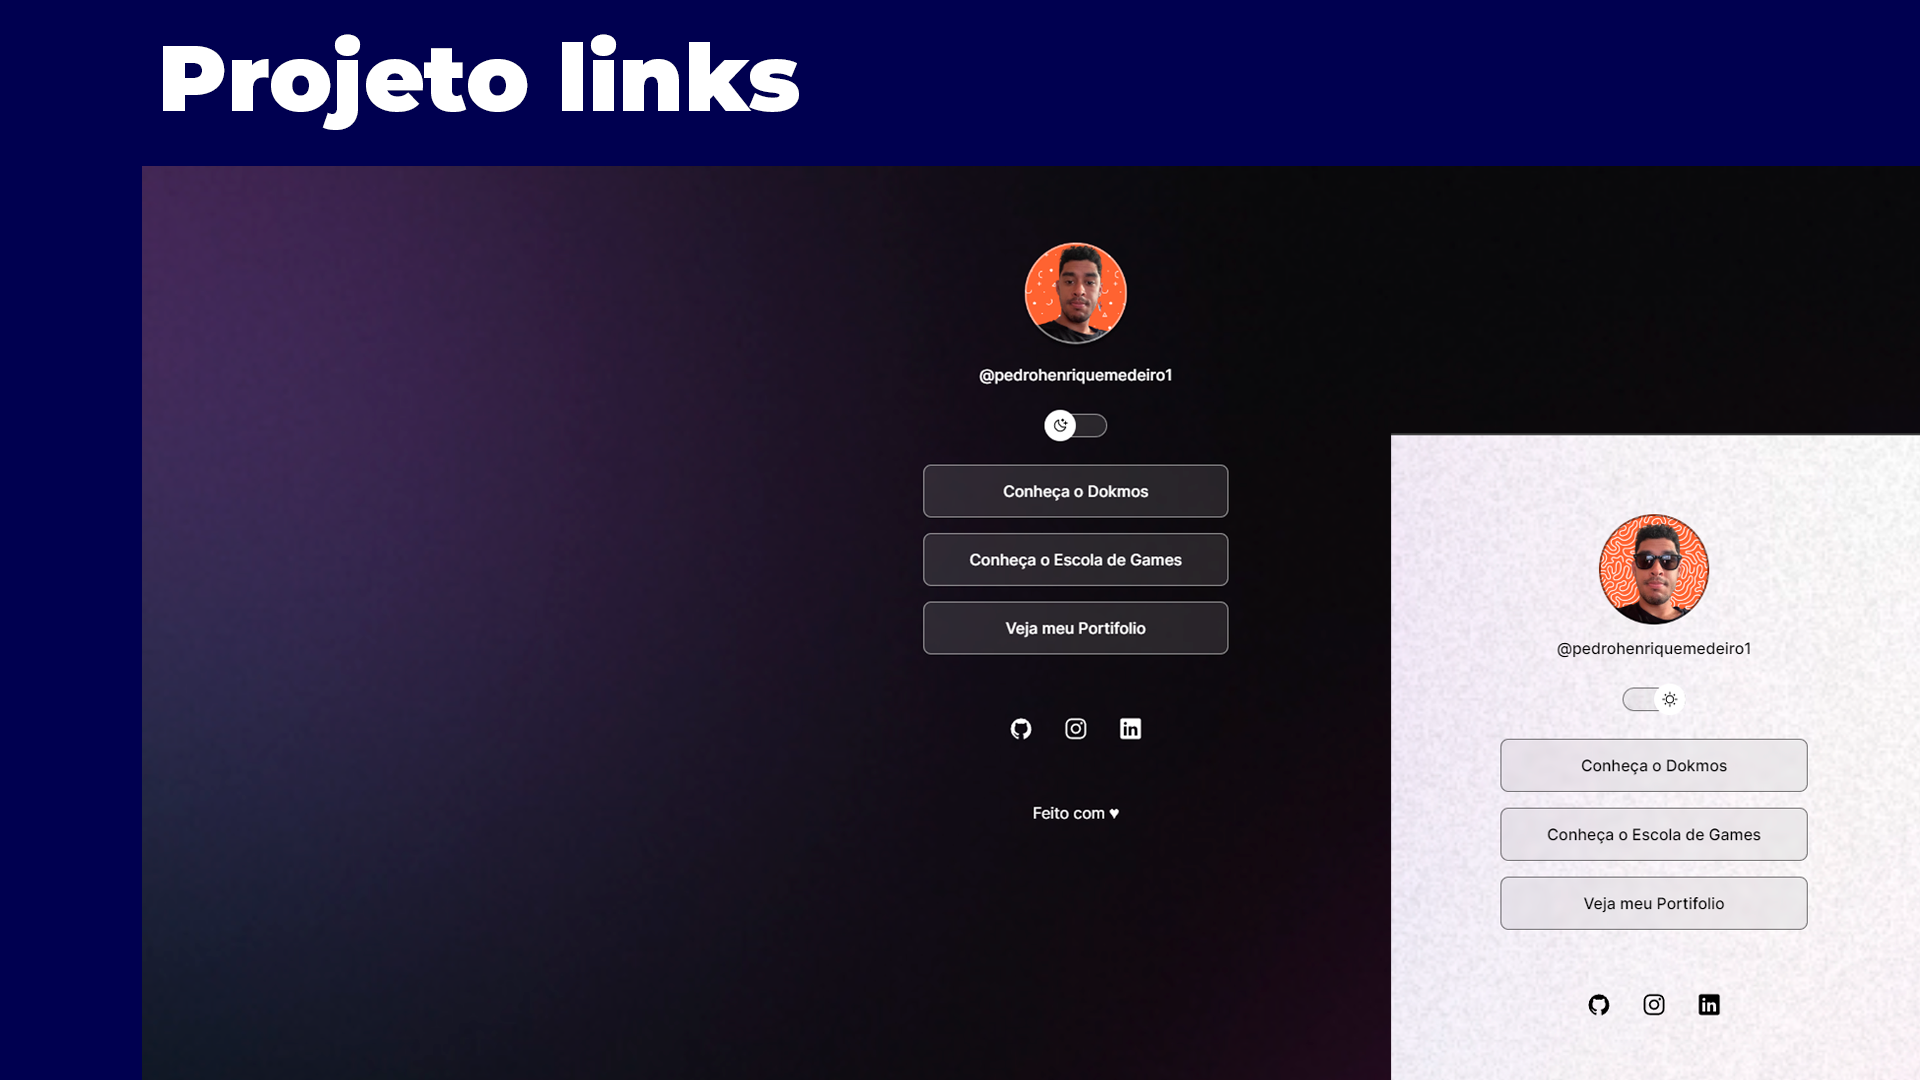 Projeto links
@pedrohenriquemedeiro1
Conheça o Dokmos
Conheça o Escola de Games
Veja meu Portifolio
Feito com ♥
@pedrohenriquemedeiro1
Conheça o Dokmos
Conheça o Escola de Games
Veja meu Portifolio